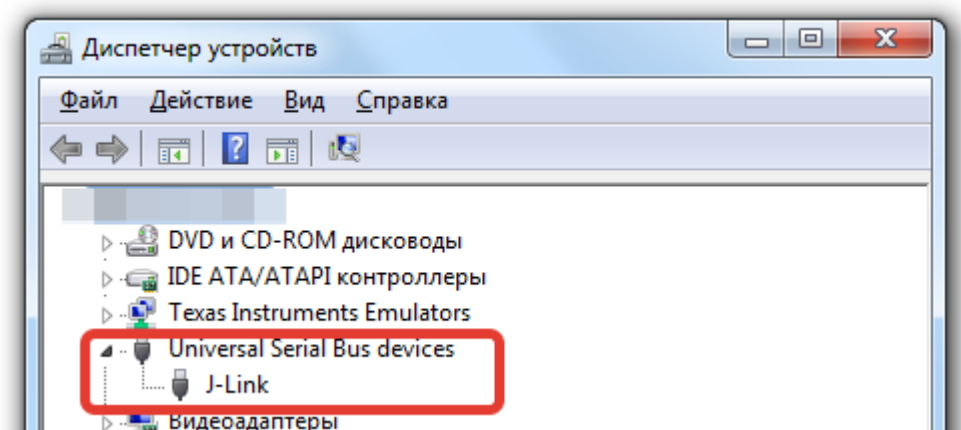 Диспетчер устройств
Файл Действие Вид Справка
DVD и CD-ROM дисководы
IDE ATA/ATAPI контроллеры
Texas Instruments Emulators
Universal Serial Bus devices
J-Link
Видеоадаптеры